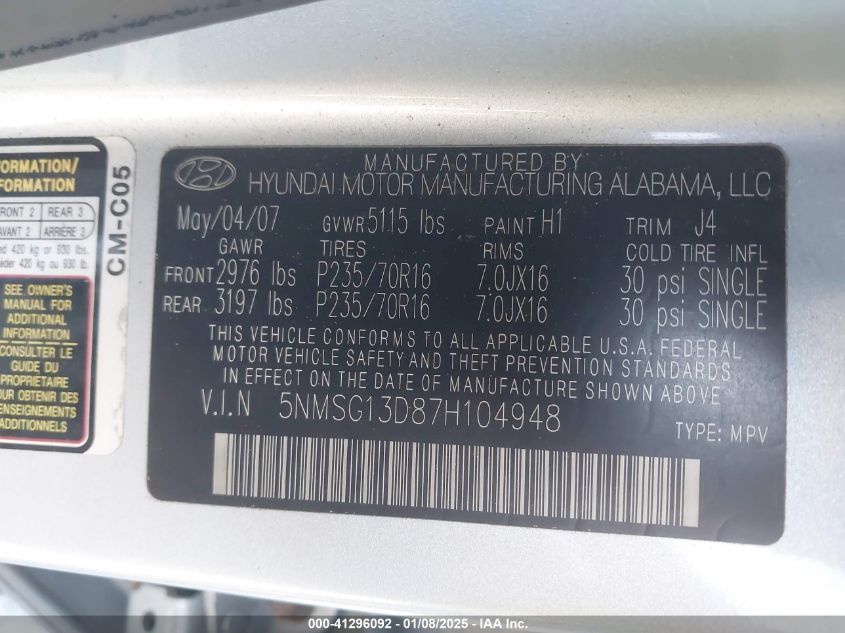 ORMATION/
FORMATION
FRONT 2 REAR 3
AVANT 2 ARRIÈRE 3
ed 420 kg or 930 lbs.
eder 420 kg ou 930 lb.
SEE OWNER'S
MANUAL FOR
ADDITIONAL
INFORMATION
CONSULTER LE
GUIDE DU
PROPRIETAIRE
POUR OBTENIR DES
RENSEIGNEMENTS
ADDITIONNELS
CM-C05
MANUFACTURED BY
HYUNDAI MOTOR MANUFACTURING ALABAMA, LLC
May/04/07 GVWR 5115 lbs PAINT H1 TRIM J4
GAWR TIRES RIMS COLD TIRE INFL
FRONT 2976 lbs P235/70R16 7.0JX16 30 psi SINGLE
REAR 3197 lbs P235/70R16 7.0JX16 30 psi SINGLE
THIS VEHICLE CONFORMS TO ALL APPLICABLE U.S.A. FEDERAL
MOTOR VEHICLE SAFETY AND THEFT PREVENTION STANDARDS
IN EFFECT ON THE DATE OF MANUFACTURE SHOWN ABOVE
V.I.N 5NMSG13D87H104948
TYPE: MPV
000-41296092 - 01/08/2025 - IAA Inc.